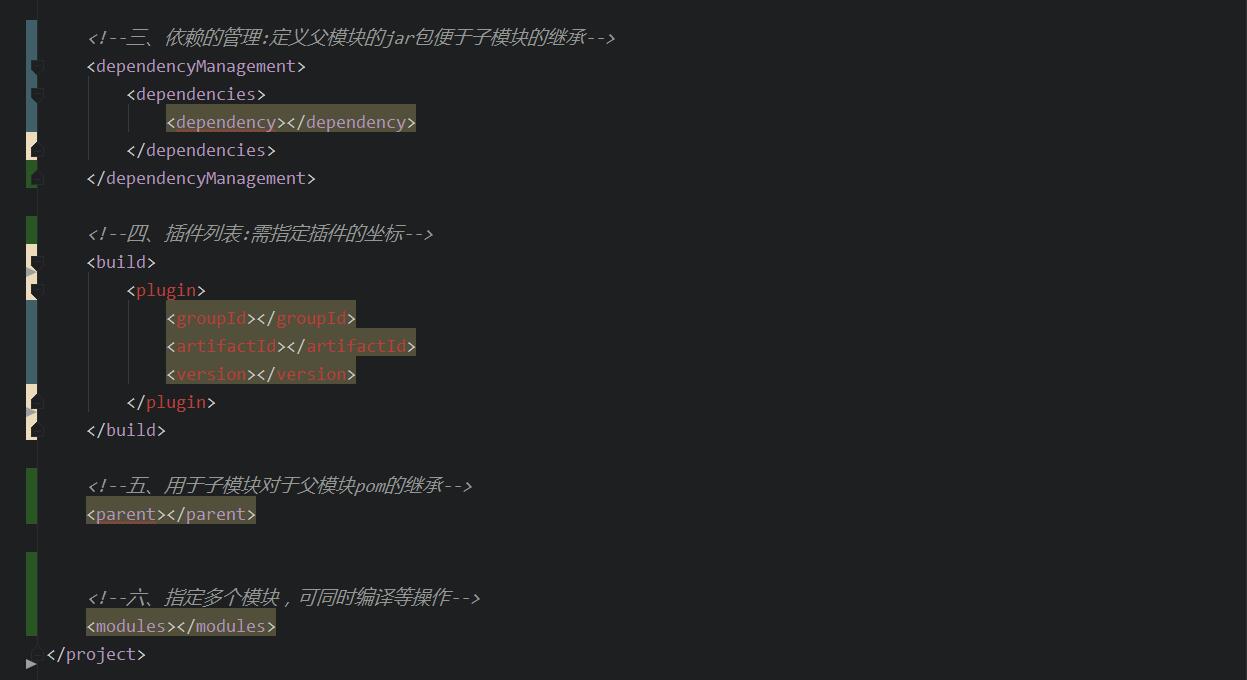 <!--三、依赖的管理:定义父模块的jar包便于子模块的继承-->
<dependencyManagement>
<dependencies>
<dependency></dependency>
</dependencies>
</dependencyManagement>
<!--四、插件列表:需指定插件的坐标-->
<build>
<plugin>
<groupId></groupId>
<artifactId></artifactId>
<version></version>
</plugin>
</build>
<!--五、用于子模块对于父模块pom的继承-->
<parent></parent>
<!--六、指定多个模块，可同时编译等操作-->
<modules></modules>
</project>